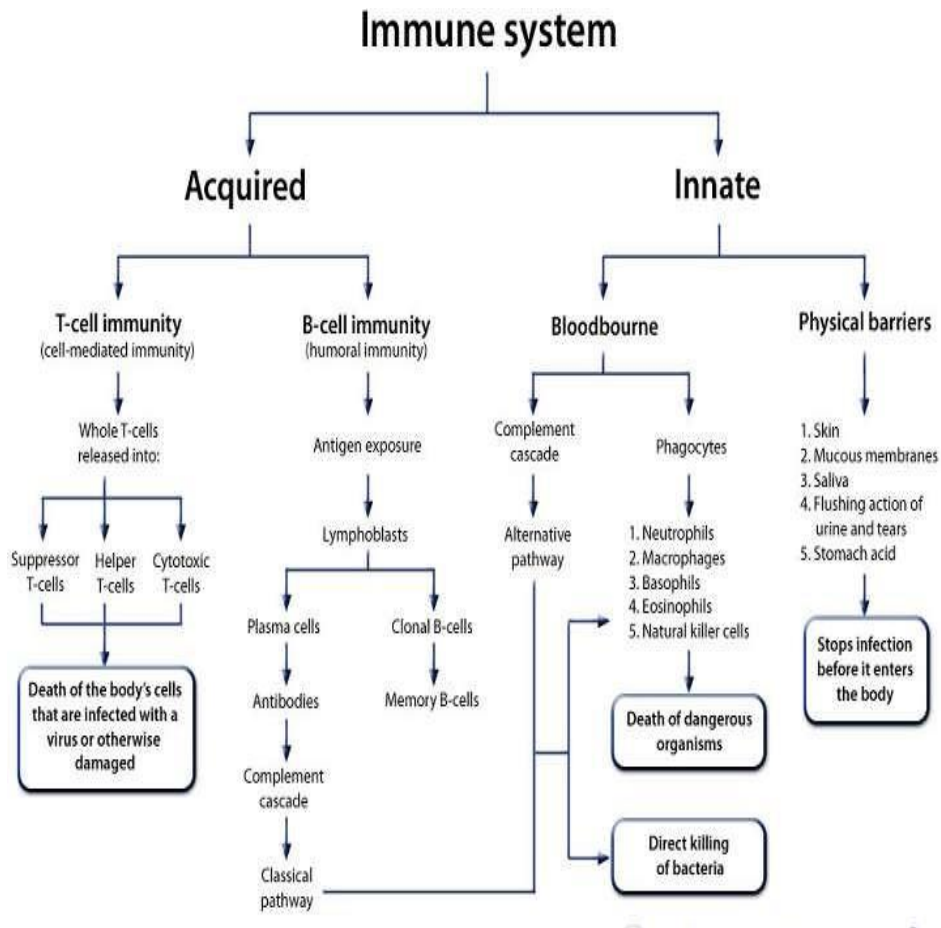 Immune system
Acquired
Innate
T-cell immunity
(cell-mediated immunity)
B-cell immunity
(humoral immunity)
Bloodbourne
Physical barriers
Whole T-cells
released into:
Antigen exposure
Complement
cascade
Phagocytes
1. Skin
2. Mucous membranes
3. Saliva
4. Flushing action of
urine and tears
5. Stomach acid
Suppressor
T-cells
Helper
T-cells
Cytotoxic
T-cells
Lymphoblasts
Alternative
pathway
1. Neutrophils
2. Macrophages
3. Basophils
4. Eosinophils
5. Natural killer cells
Plasma cells
Clonal B-cells
Stops infection
before it enters
the body
Death of the body's cells
that are infected with a
virus or otherwise
damaged
Antibodies
Memory B-cells
Death of dangerous
organisms
Complement
cascade
Direct killing
of bacteria
Classical
pathway